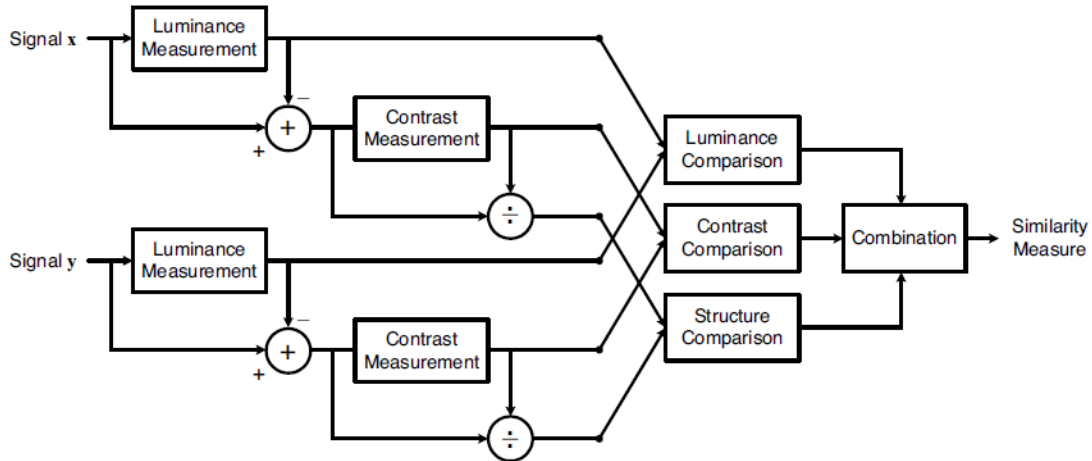 Signal x
Luminance
Measurement
−
+
+
Contrast
Measurement
÷
Signal y
Luminance
Measurement
−
+
+
Contrast
Measurement
÷
Luminance
Comparison
Contrast
Comparison
Structure
Comparison
Combination
Similarity
Measure